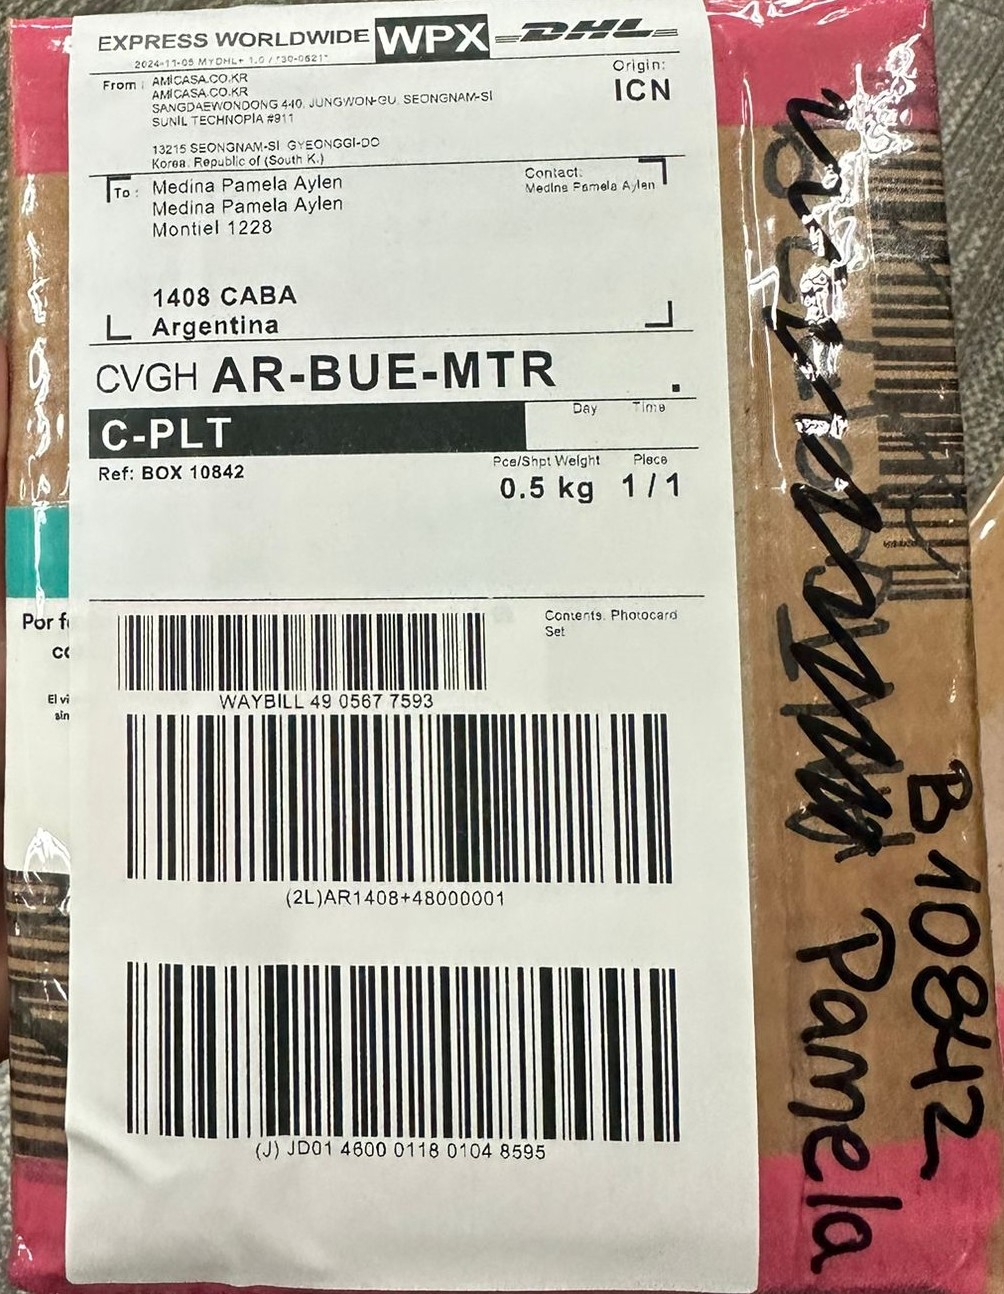 EXPRESS WORLDWIDE WPX DHL
2024-11-05 MYDHL+ 1.0 / *30-0821*
From : AMICASA.CO.KR
AMICASA.CO.KR
SANGDAEWONDONG 440, JUNGWON-GU, SEONGNAM-SI
SUNIL TECHNOPIA #911
13215 SEONGNAM-SI GYEONGGI-DO
Korea, Republic of (South K.)
Origin:
ICN
To : Medina Pamela Aylen
Medina Pamela Aylen
Montiel 1228
1408 CABA
Argentina
Contact:
Medina Pamela Aylen
CVGH AR-BUE-MTR
C-PLT
Day Time
Ref: BOX 10842
Pce/Shpt Weight Piece
0.5 kg 1 / 1
Contents: Photocard
Set
WAYBILL 49 0567 7593
(2L)AR1408+48000001
(J) JD01 4600 0118 0104 8595
Por
El
sin
B10842
Pamela